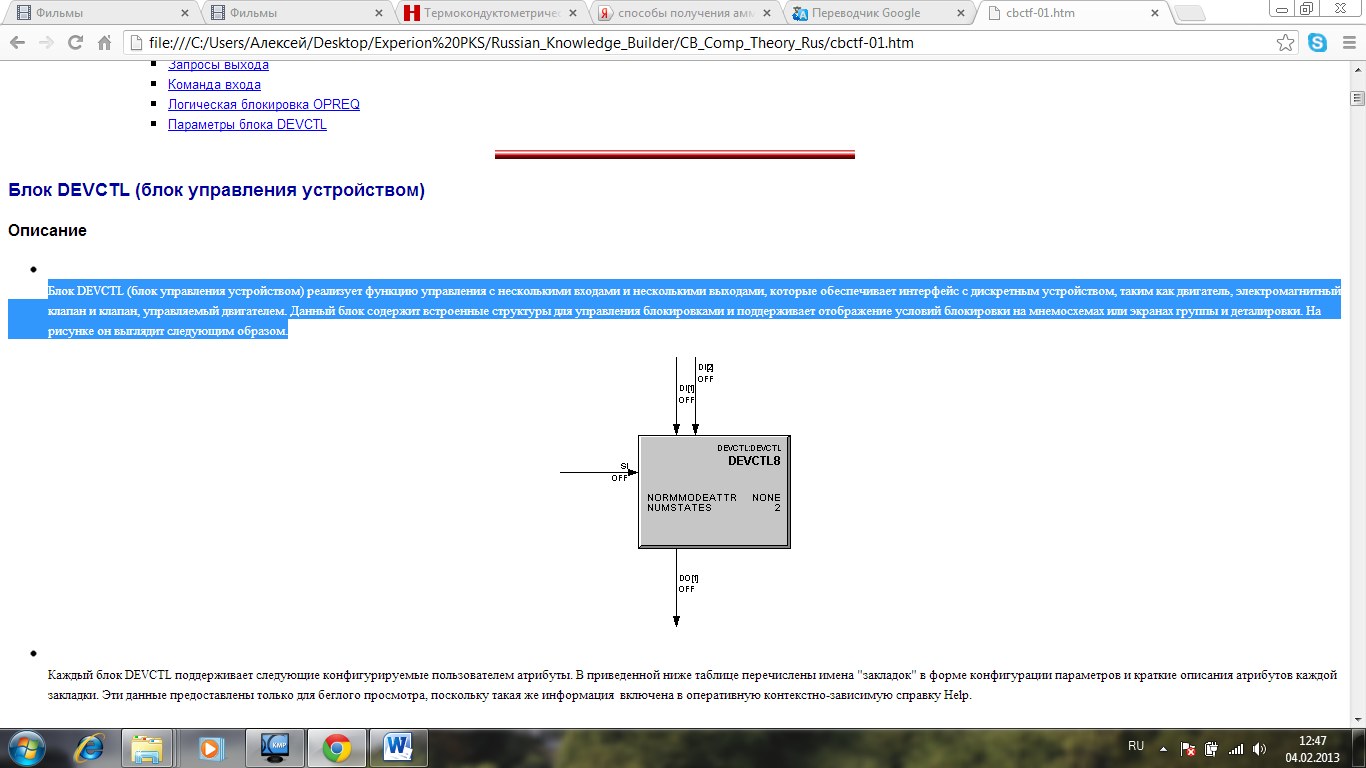 Фильмы
Фильмы
Термокондуктометриче
способы получения амм
Переводчик Google
cbctf-01.htm
file:///C:/Users/Алексей/Desktop/Experion%20PKS/Russian_Knowledge_Builder/CB_Comp_Theory_Rus/cbctf-01.htm
Запросы выхода
Команда входа
Логическая блокировка OPREQ
Параметры блока DEVCTL
Блок DEVCTL (блок управления устройством)
Описание
Блок DEVCTL (блок управления устройством) реализует функцию управления с несколькими входами и несколькими выходами, которые обеспечивает интерфейс с дискретным устройством, таким как двигатель, электромагнитный
клапан и клапан, управляемый двигателем. Данный блок содержит встроенные структуры для управления блокировками и поддерживает отображение условий блокировки на мнемосхемах или экранах группы и деталировки. На
рисунке он выглядит следующим образом.
DI[2]
OFF
DI[1]
OFF
DEVCTL:DEVCTL
DEVCTL8
SI
OFF
NORMMODEATTR NONE
NUMSTATES 2
DO[1]
OFF
Каждый блок DEVCTL поддерживает следующие конфигурируемые пользователем атрибуты. В приведенной ниже таблице перечислены имена "закладок" в форме конфигурации параметров и краткие описания атрибутов каждой
закладки. Эти данные предоставлены только для беглого просмотра, поскольку такая же информация включена в оперативную контекстно-зависимую справку Help.
KMP
RU
12:47
04.02.2013